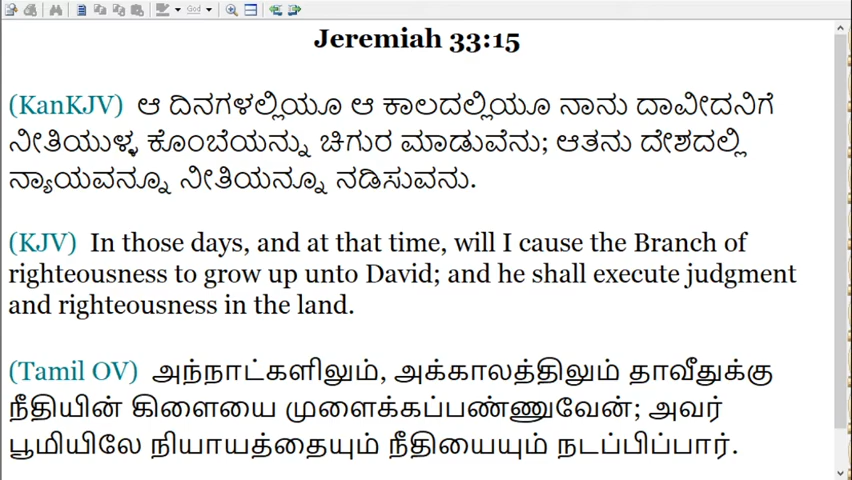 Jeremiah 33:15
(KanKJV) ಆ ದಿನಗಳಲ್ಲಿಯೂ ಆ ಕಾಲದಲ್ಲಿಯೂ ನಾನು ದಾವೀದನಿಗೆ
ನೀತಿಯುಳ್ಳ ಕೊಂಬೆಯನ್ನು ಚಿಗುರ ಮಾಡುವೆನು; ಆತನು ದೇಶದಲ್ಲಿ
ನ್ಯಾಯವನ್ನೂ ನೀತಿಯನ್ನೂ ನಡಿಸುವನು.
(KJV) In those days, and at that time, will I cause the Branch of
righteousness to grow up unto David; and he shall execute judgment
and righteousness in the land.
(Tamil OV) அந்நாட்களிலும், அக்காலத்திலும் தாவீதுக்கு
நீதியின் கிளையை முளைக்கப்பண்ணுவேன்; அவர்
பூமியிலே நியாயத்தையும் நீதியையும் நடப்பிப்பார்.